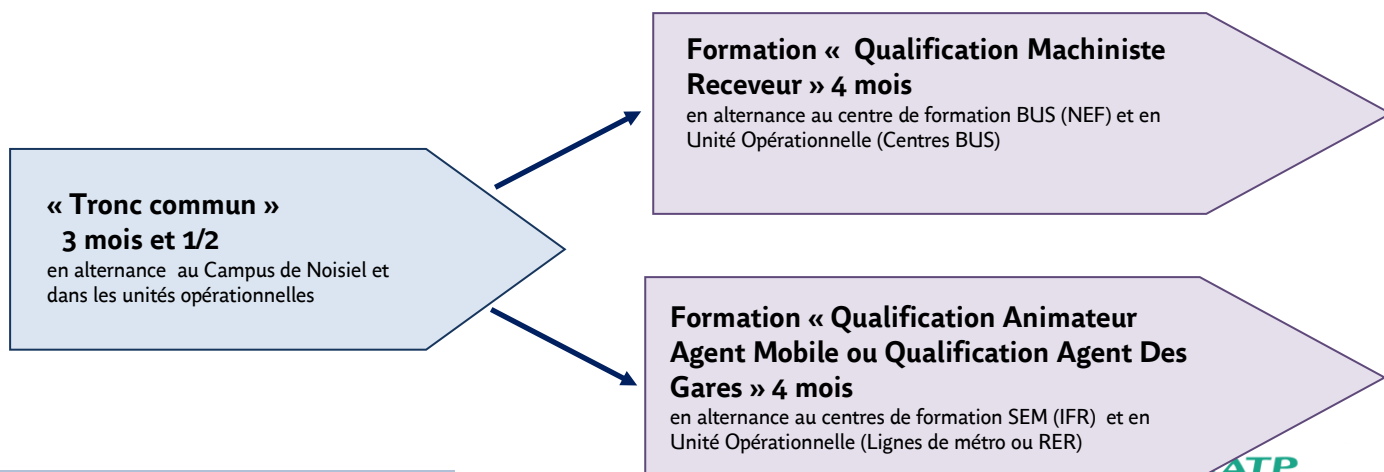 Formation «  Qualification Machiniste
Receveur » 4 mois
en alternance au centre de formation BUS (NEF) et en
Unité Opérationnelle (Centres BUS)
« Tronc commun »
3 mois et 1/2
en alternance  au Campus de Noisiel et
dans les unités opérationnelles
Formation « Qualification Animateur
Agent Mobile ou Qualification Agent Des
Gares » 4 mois
en alternance au centres de formation SEM (IFR)  et en
Unité Opérationnelle (Lignes de métro ou RER)